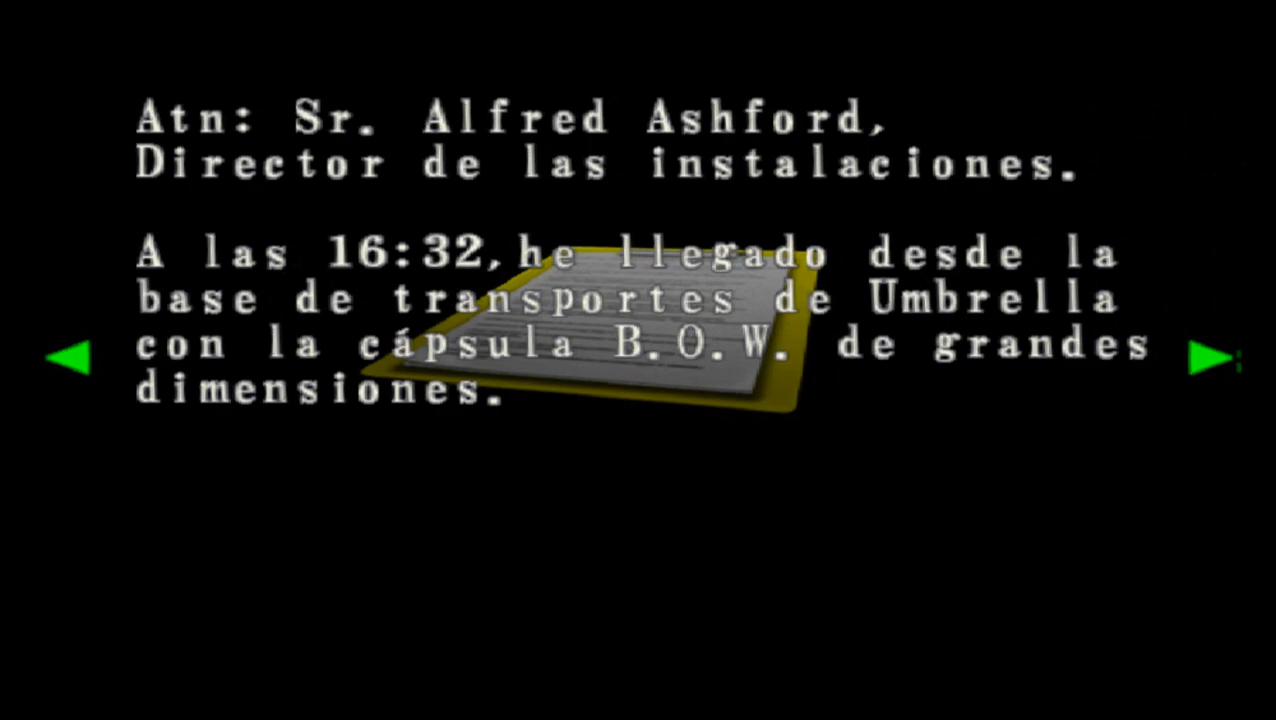 Atn: Sr. Alfred Ashford,
Director de las instalaciones.
A las 16:32, he llegado desde la
base de transportes de Umbrella
con la cápsula B.O.W. de grandes
dimensiones.